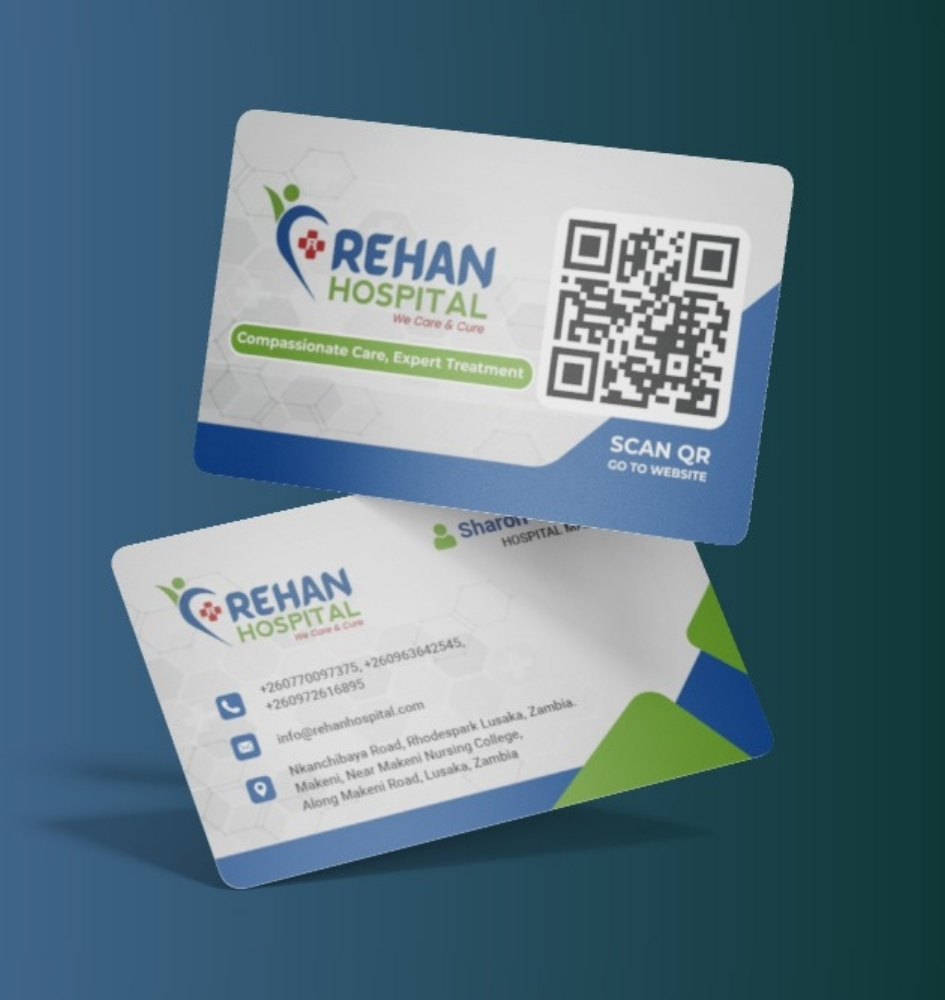 REHAN
HOSPITAL
We Care & Cure
Compassionate Care, Expert Treatment
SCAN QR
GO TO WEBSITE
Sharon
HOSPITAL
REHAN
HOSPITAL
We Care & Cure
+260770097375, +260963642545,
+260972616895
info@rehanhospital.com
Nkanchibaya Road, Rhodespark Lusaka, Zambia.
Makeni, Near Makeni Nursing College,
Along Makeni Road, Lusaka, Zambia